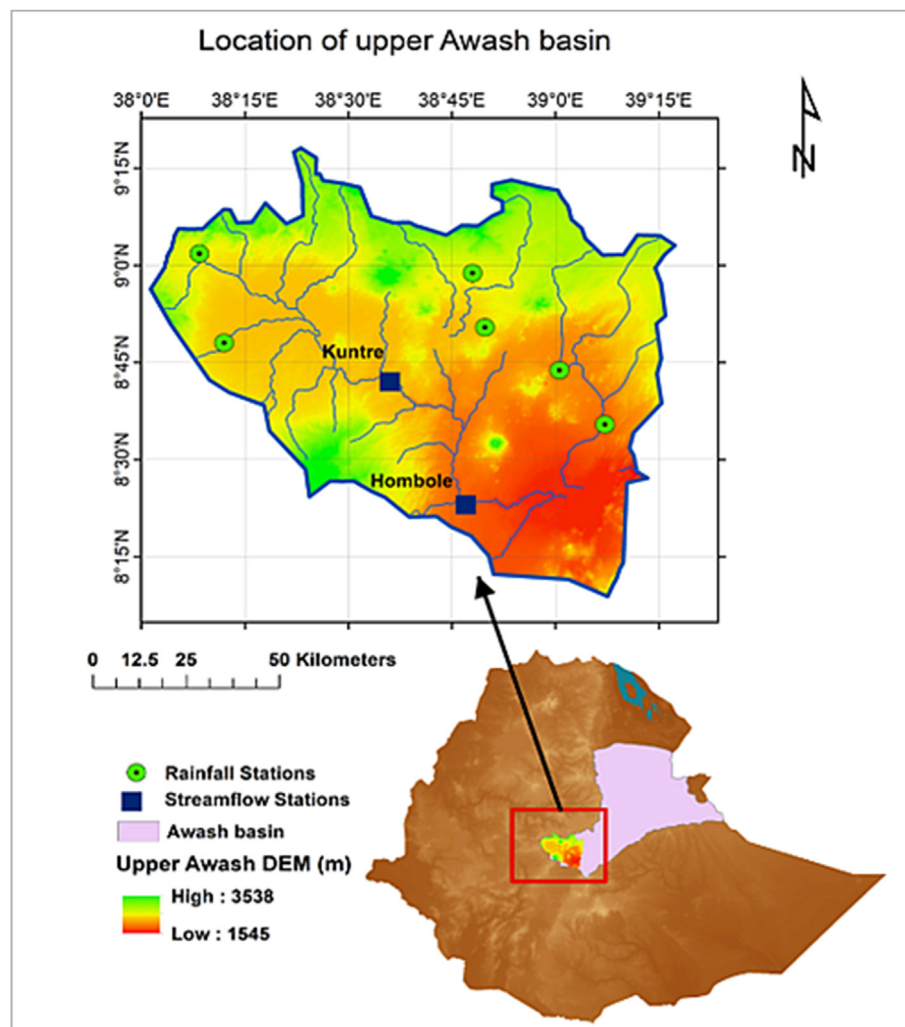 Location of upper Awash basin
38°0'E 38°15'E 38°30'E 38°45'E 39°0'E 39°15'E
N
9°15'N
9°0'N
8°45'N
8°30'N
8°15'N
Kuntre
Hombole
0 12.5 25 50 Kilometers
Rainfall Stations
Streamflow Stations
Awash basin
Upper Awash DEM (m)
High : 3538
Low : 1545